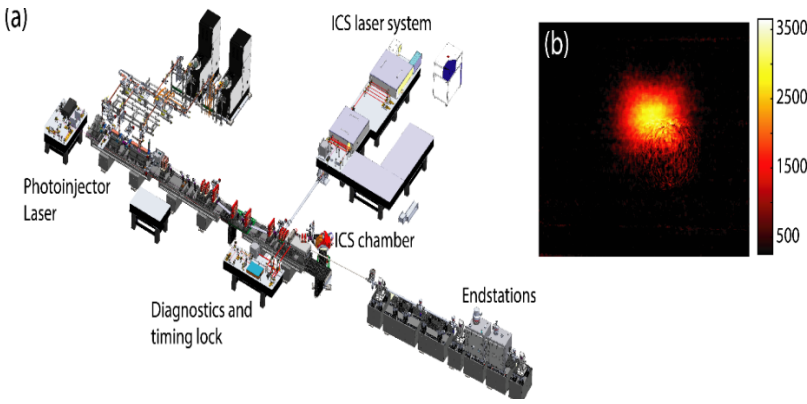 (a)
ICS laser system
Photoinjector
Laser
ICS chamber
Diagnostics and
timing lock
Endstations
(b)
3500
2500
1500
500